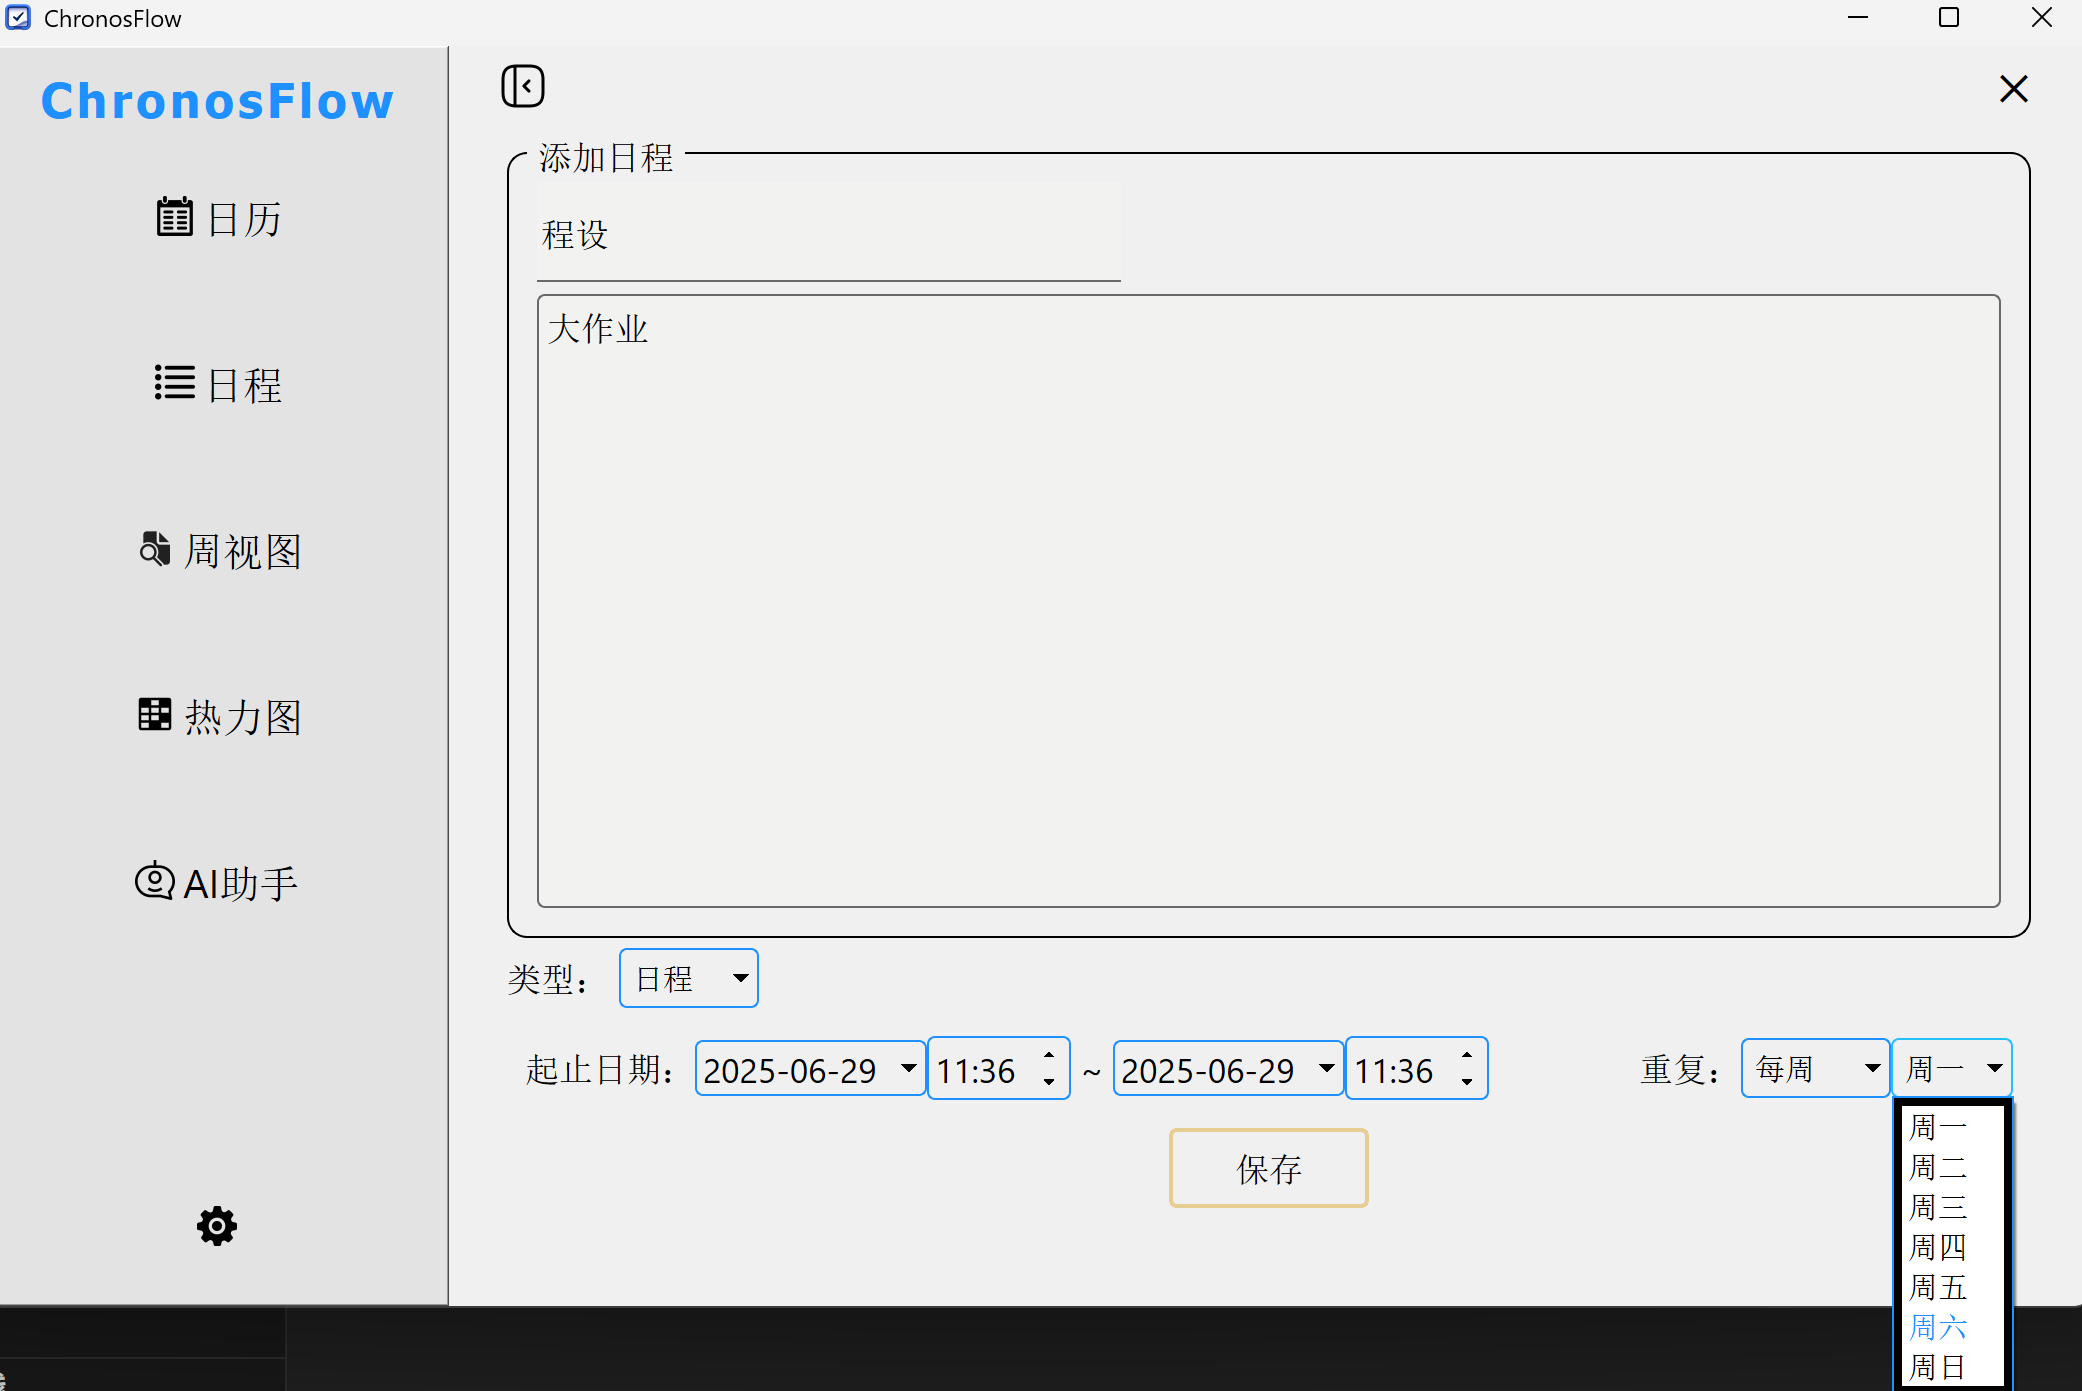 ChronosFlow
ChronosFlow
日历
日程
周视图
热力图
AI助手
添加日程
程设
大作业
类型：
日程
起止日期：
2025-06-29
11:36
~
2025-06-29
11:36
重复：
每周
周一
周一
周二
周三
周四
周五
周六
周日
保存